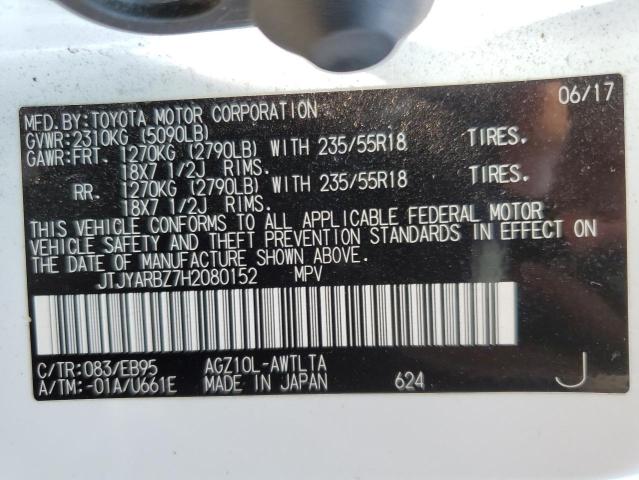 MFD. BY: TOYOTA MOTOR CORPORATION 06/17
GVWR: 2310KG (5090LB)
GAWR: FRT. 1270KG (2790LB) WITH 235/55R18 TIRES.
18X7 1/2J RIMS.
RR. 1270KG (2790LB) WITH 235/55R18 TIRES.
18X7 1/2J RIMS.
THIS VEHICLE CONFORMS TO ALL APPLICABLE FEDERAL MOTOR
VEHICLE SAFETY AND THEFT PREVENTION STANDARDS IN EFFECT ON
THE DATE OF MANUFACTURE SHOWN ABOVE.
JTJYARBZ7H2080152 MPV
C/TR: 083/EB95 AGZ10L-AWTLTA
A/TM: -01A/U661E MADE IN JAPAN 624 J